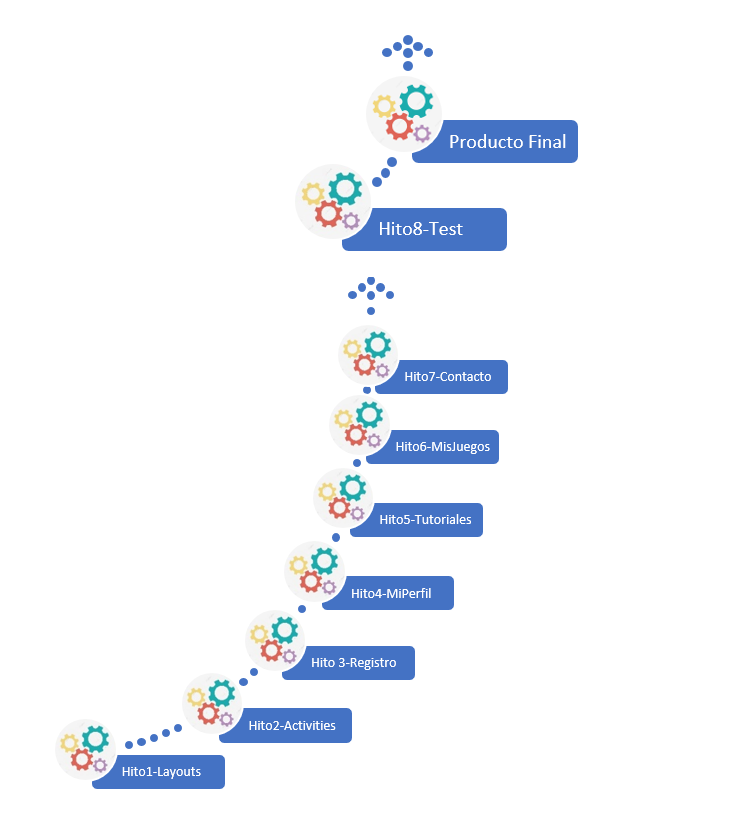 Producto Final
Hito8-Test
Hito7-Contacto
Hito6-MisJuegos
Hito5-Tutoriales
Hito4-MiPerfil
Hito 3-Registro
Hito2-Activities
Hito1-Layouts